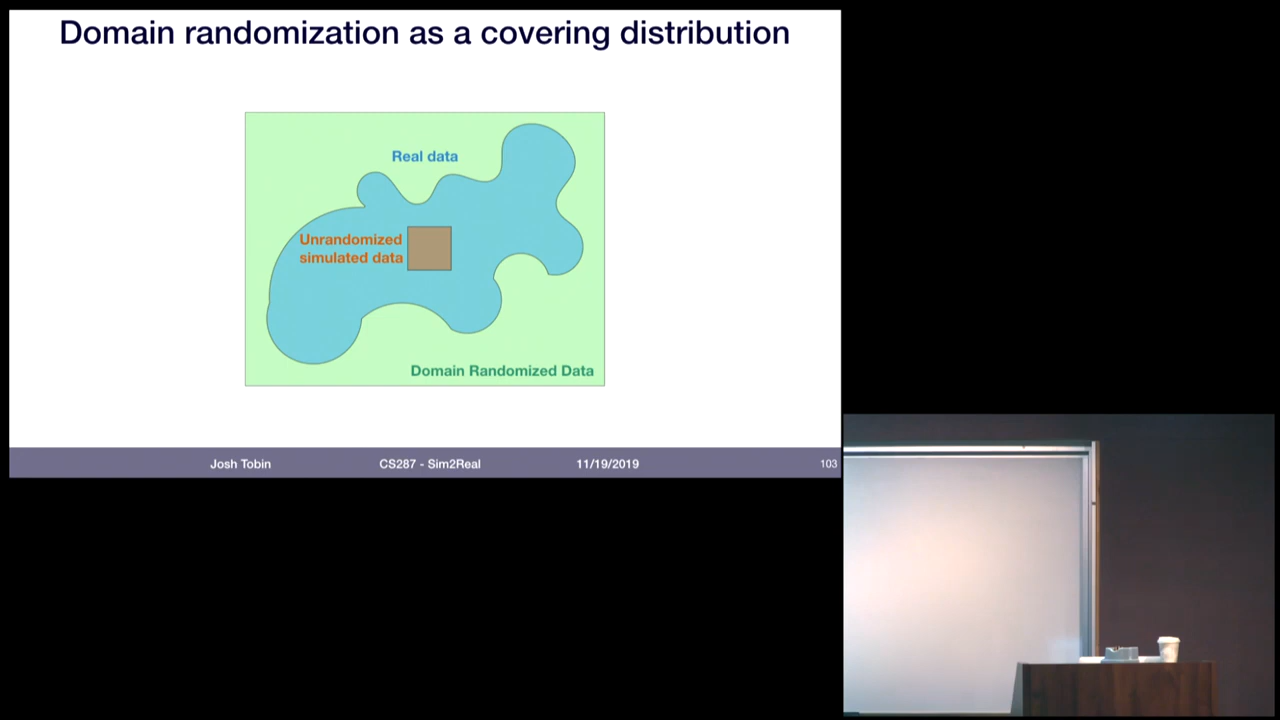 Domain randomization as a covering distribution
Real data
Unrandomized
simulated data
Domain Randomized Data
Josh Tobin CS287 - Sim2Real 11/19/2019 103